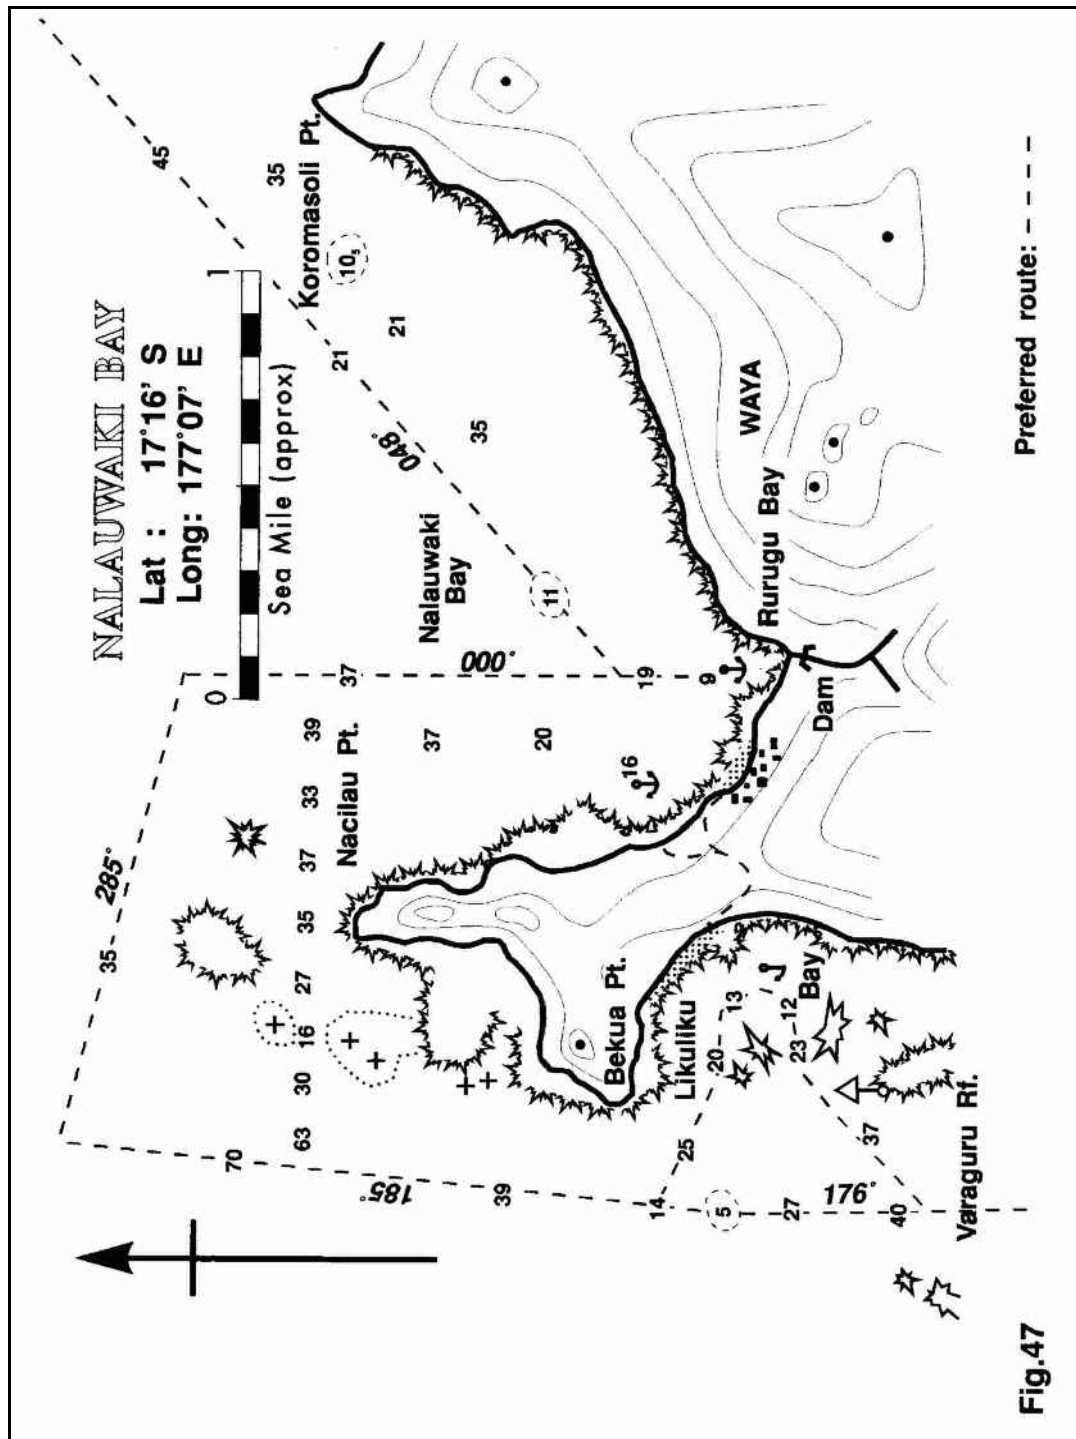 NALAUWAKI BAY
Lat : 17°16' S
Long: 177°07' E
0 1
Sea Mile (approx)
45
285°
35
35
Koromasoli Pt.
10₅
70
63 30 16 27 35 37 33 39
Nacilau Pt.
37
21
21
048°
185°
37
35
Nalauwaki
Bay
000°
39
20
11
Bekua Pt.
16
19
14
25
Likuliku
9
20
13
5
WAYA
Rurugu Bay
27
23
12
Bay
Dam
176°
37
40
Varaguru Rf.
Fig.47
Preferred route: